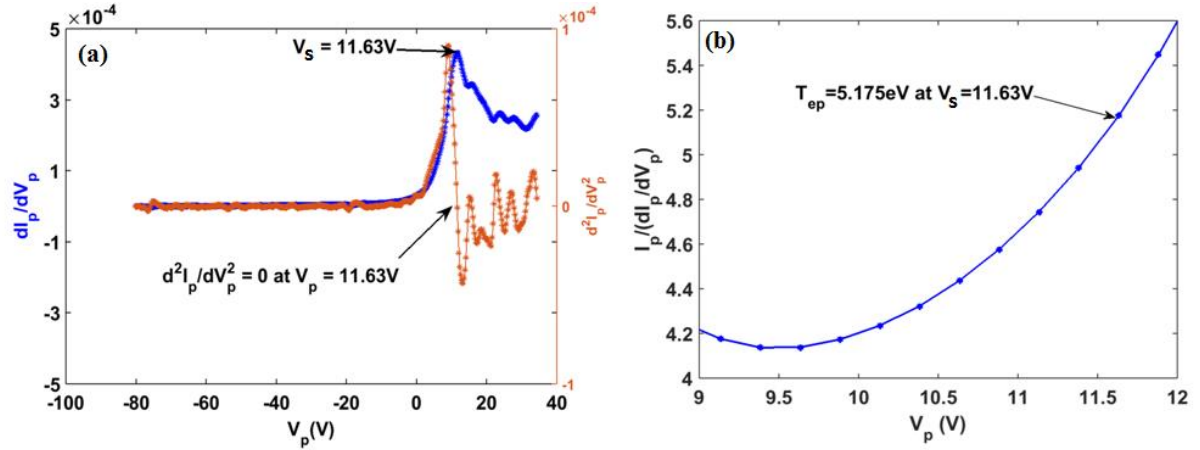 (a)
×10⁻⁴
×10⁻⁴
5
3
1
-1
-3
-5
dI_p/dV_p
V_S = 11.63V
d²I_p/dV_p² = 0 at V_p = 11.63V
1
0
-1
d²I_p/dV_p²
-100 -80 -60 -40 -20 0 20 40
V_p(V)
(b)
5.6
5.4
5.2
5
4.8
4.6
4.4
4.2
4
I_p/(dI_p/dV_p)
T_ep=5.175eV at V_S=11.63V
9 9.5 10 10.5 11 11.5 12
V_p (V)